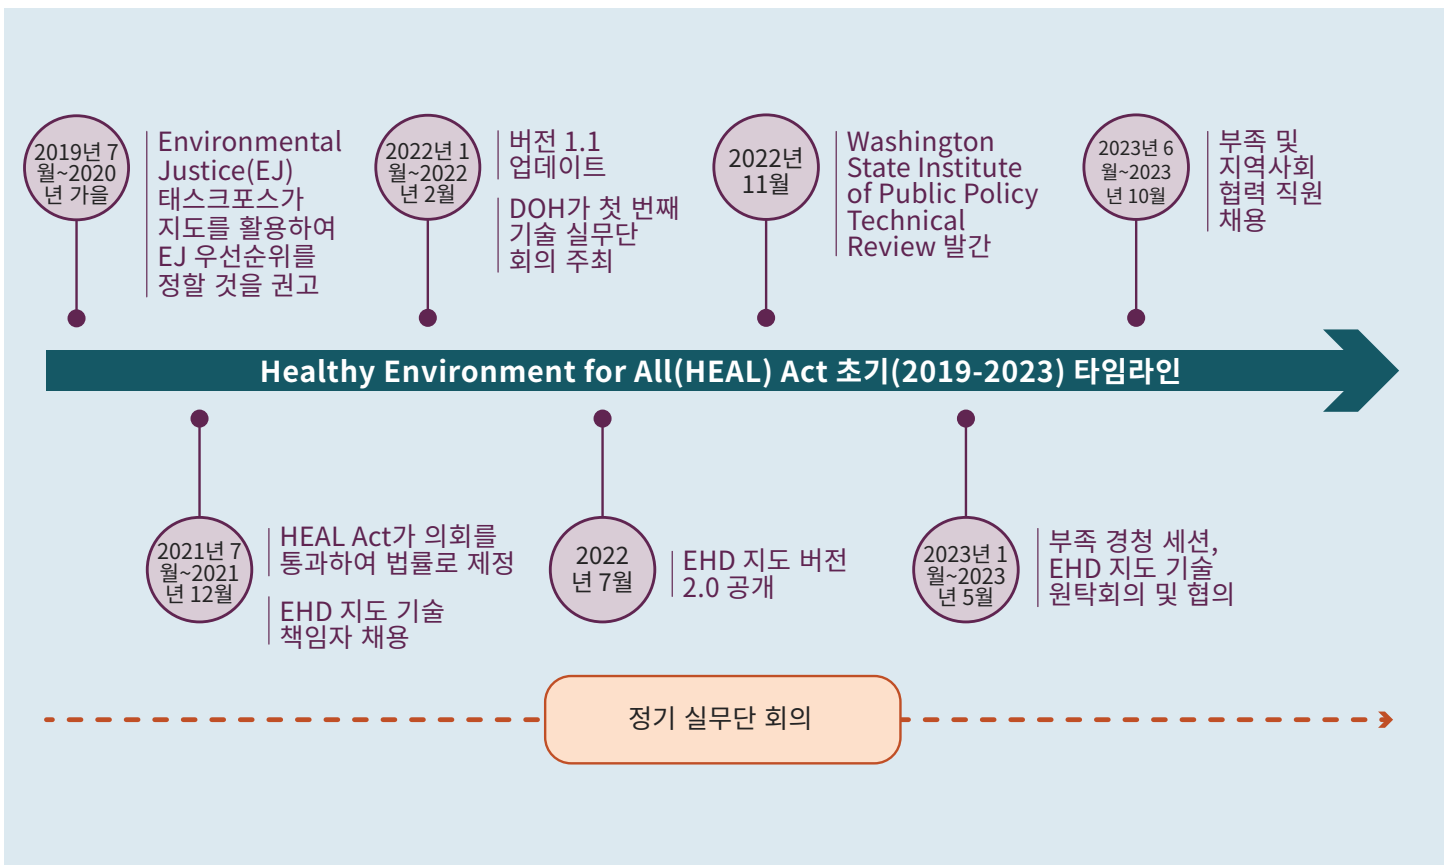 2019년 7
월~2020
년 가을
Environmental
Justice(EJ)
태스크포스가
지도를 활용하여
EJ 우선순위를
정할 것을 권고
2022년 1
월~2022
년 2월
버전 1.1
업데이트
DOH가 첫 번째
기술 실무단
회의 주최
2022년
11월
Washington
State Institute
of Public Policy
Technical
Review 발간
2023년 6
월~2023
년 10월
부족 및
지역사회
협력 직원
채용
Healthy Environment for All(HEAL) Act 초기(2019-2023) 타임라인
2021년 7
월~2021
년 12월
HEAL Act가 의회를
통과하여 법률로 제정
EHD 지도 기술
책임자 채용
2022
년 7월
EHD 지도 버전
2.0 공개
2023년 1
월~2023
년 5월
부족 경청 세션,
EHD 지도 기술
원탁회의 및 협의
정기 실무단 회의